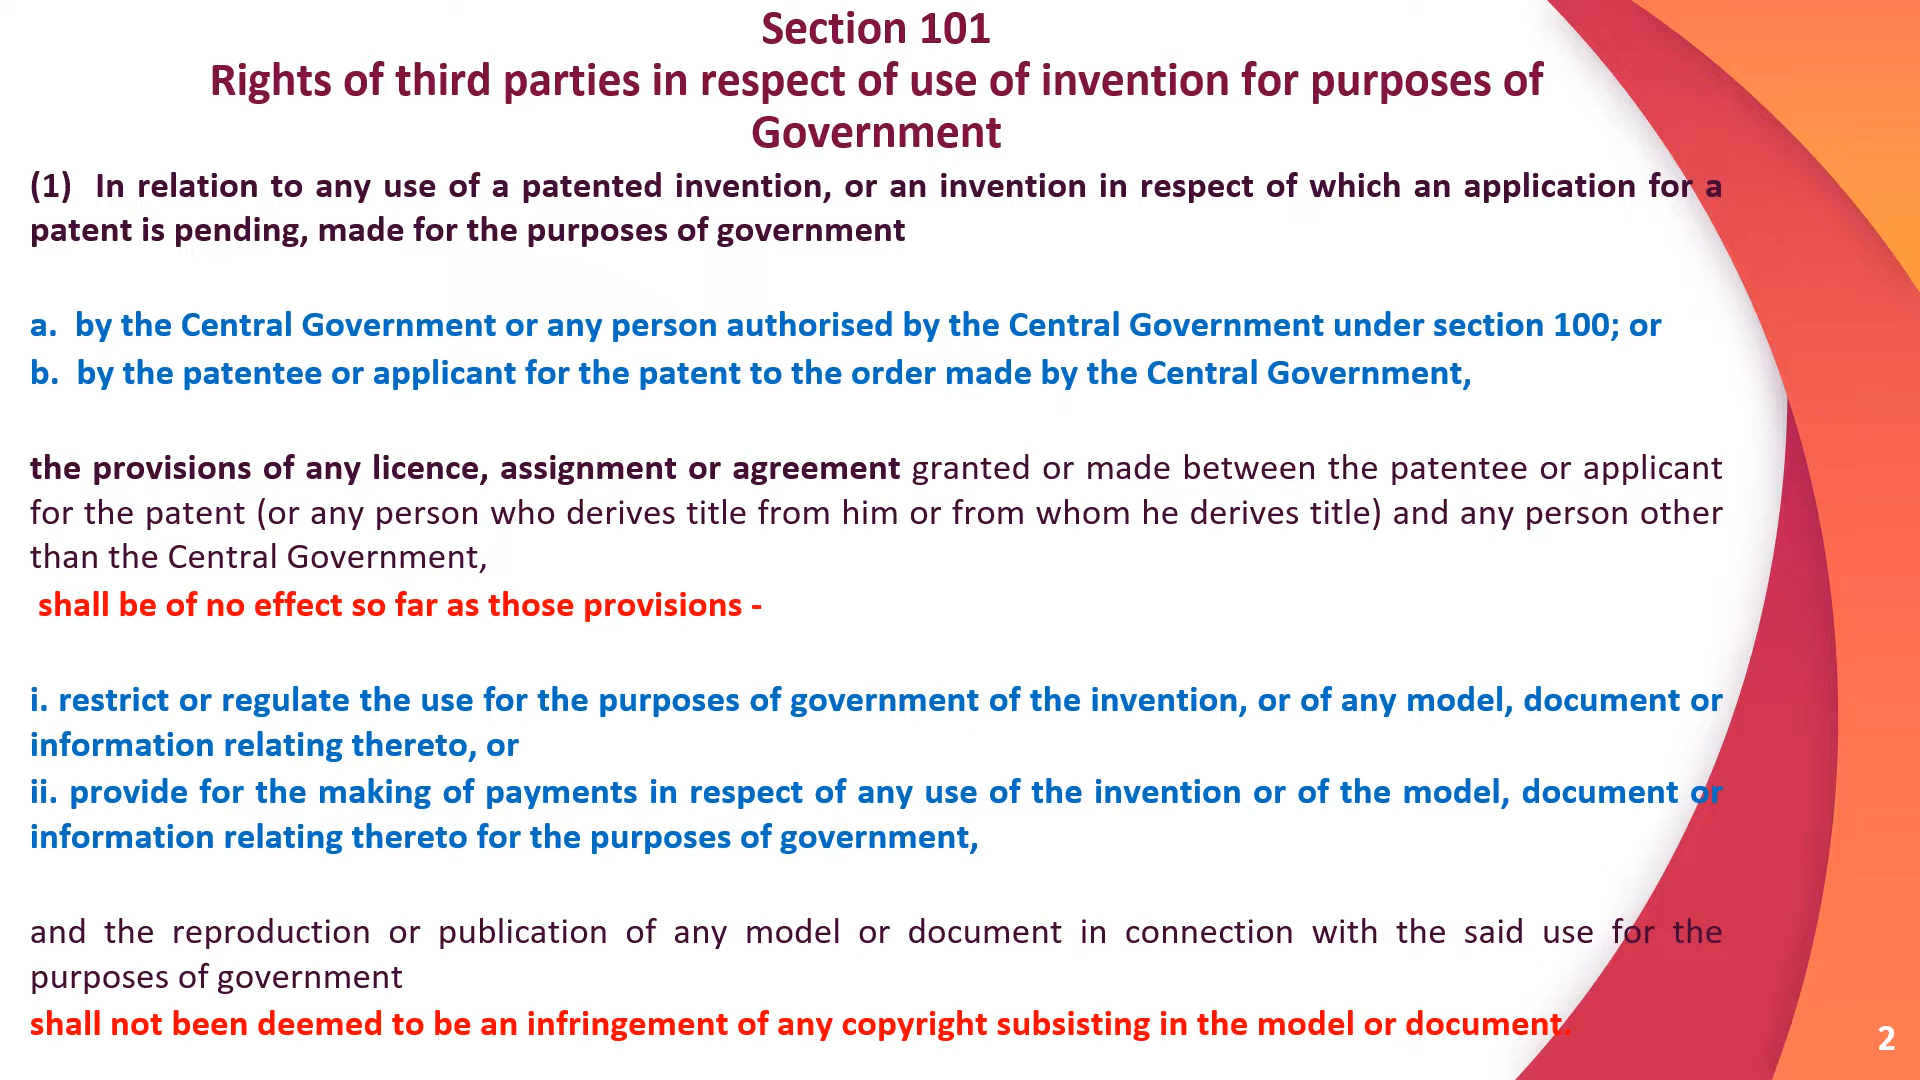 Section 101
Rights of third parties in respect of use of invention for purposes of
Government
(1) In relation to any use of a patented invention, or an invention in respect of which an application for a
patent is pending, made for the purposes of government
a. by the Central Government or any person authorised by the Central Government under section 100; or
b. by the patentee or applicant for the patent to the order made by the Central Government,
the provisions of any licence, assignment or agreement granted or made between the patentee or applicant
for the patent (or any person who derives title from him or from whom he derives title) and any person other
than the Central Government,
shall be of no effect so far as those provisions -
i. restrict or regulate the use for the purposes of government of the invention, or of any model, document or
information relating thereto, or
ii. provide for the making of payments in respect of any use of the invention or of the model, document or
information relating thereto for the purposes of government,
and the reproduction or publication of any model or document in connection with the said use for the
purposes of government
shall not been deemed to be an infringement of any copyright subsisting in the model or document.
2